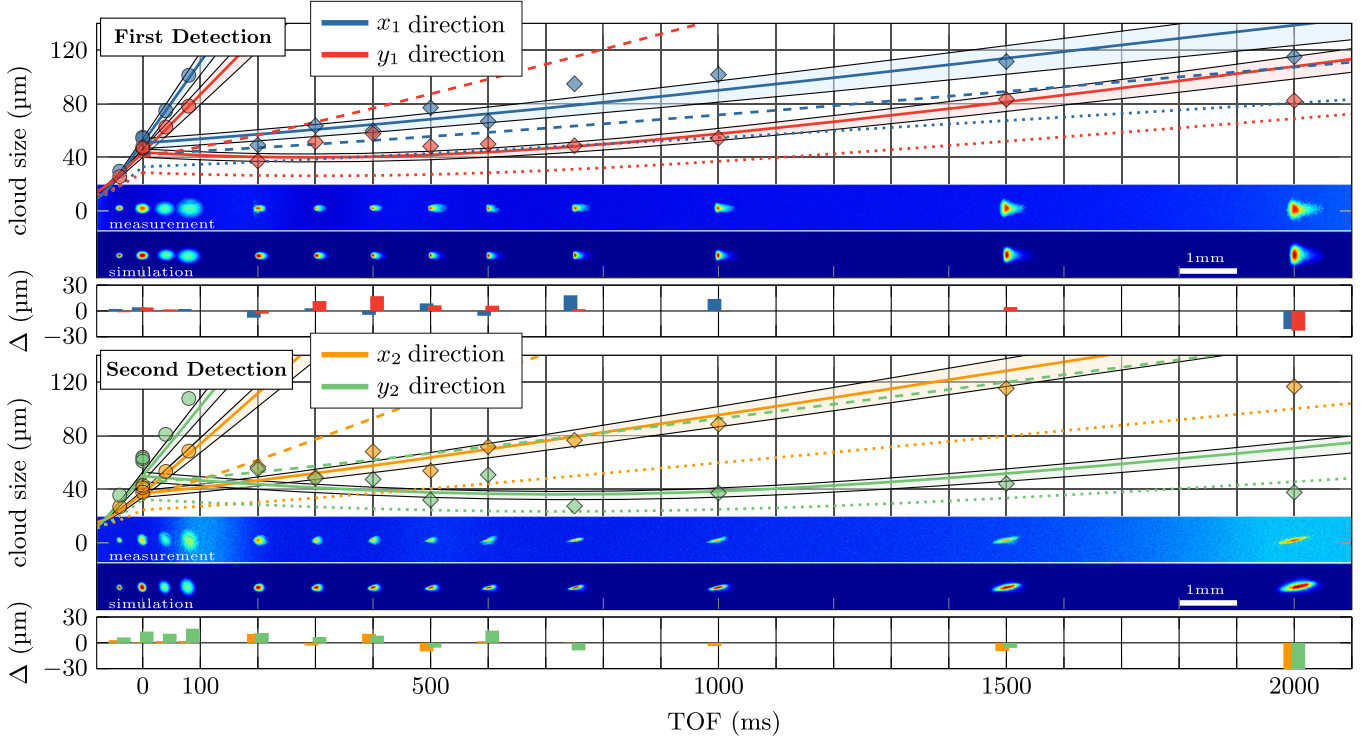 First Detection
x₁ direction
y₁ direction
cloud size (µm)
120
80
40
0
measurement
simulation
1mm
Δ (µm)
30
0
−30
Second Detection
x₂ direction
y₂ direction
cloud size (µm)
120
80
40
0
measurement
simulation
1mm
Δ (µm)
30
0
−30
0 100 500 1000 1500 2000
TOF (ms)